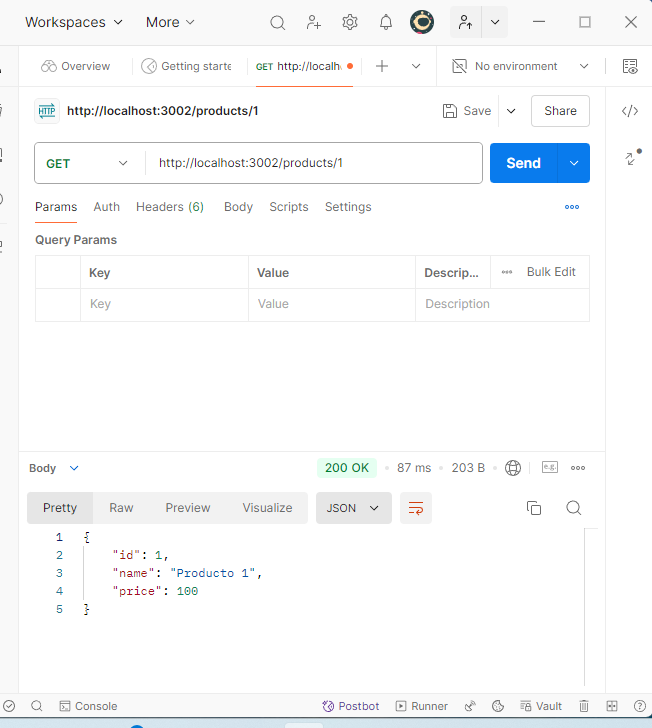 Workspaces More
Overview Getting starte GET http://localh No environment
HTTP http://localhost:3002/products/1 Save Share
GET http://localhost:3002/products/1 Send
Params Auth Headers (6) Body Scripts Settings
Query Params
Key Value Descrip... Bulk Edit
Key Value Description
Body 200 OK • 87 ms • 203 B • e.g.
Pretty Raw Preview Visualize JSON
1 {
2 "id": 1,
3 "name": "Producto 1",
4 "price": 100
5 }
Console Postbot Runner Vault